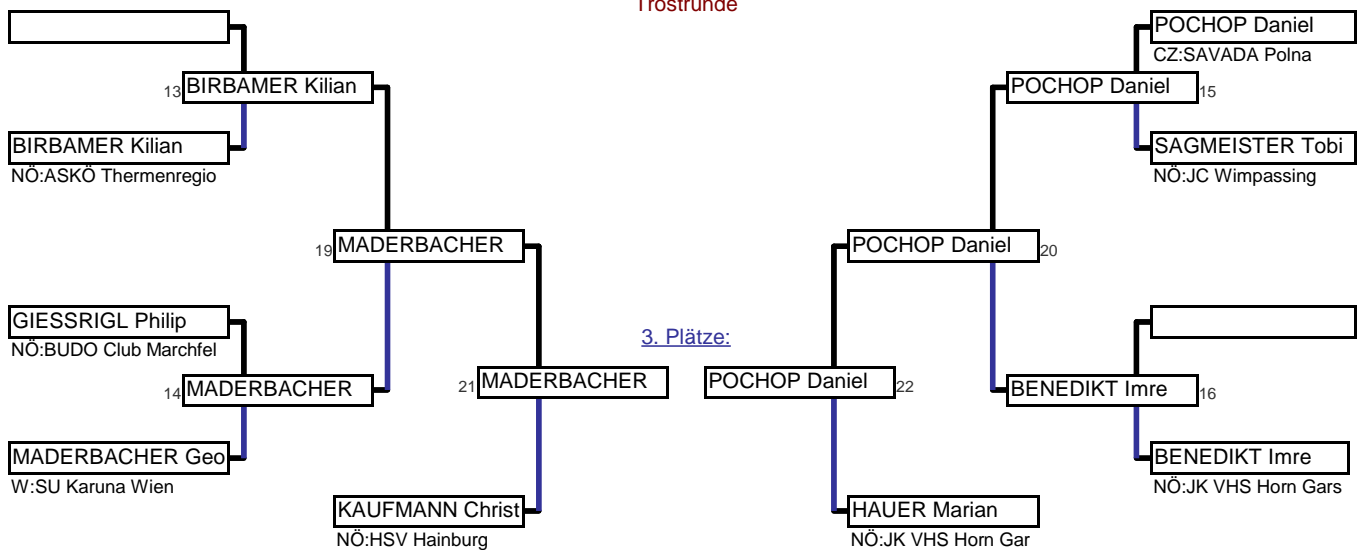 Trostrunde
POCHOP Daniel
CZ:SAVADA Polna
13 BIRBAMER Kilian
POCHOP Daniel 15
BIRBAMER Kilian
NÖ:ASKÖ Thermenregio
SAGMEISTER Tobi
NÖ:JC Wimpassing
19 MADERBACHER
POCHOP Daniel 20
GIESSRIGL Philip
NÖ:BUDO Club Marchfel
3. Plätze:
14 MADERBACHER
21 MADERBACHER
POCHOP Daniel 22
BENEDIKT Imre 16
MADERBACHER Geo
W:SU Karuna Wien
BENEDIKT Imre
NÖ:JK VHS Horn Gars
KAUFMANN Christ
NÖ:HSV Hainburg
HAUER Marian
NÖ:JK VHS Horn Gar